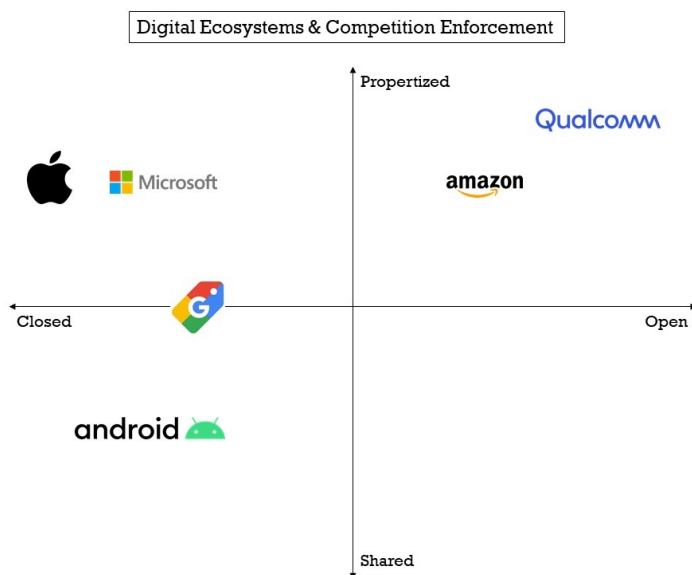 Digital Ecosystems & Competition Enforcement
Propertized
Qualcomm
Microsoft
amazon
G
Closed
Open
android
Shared